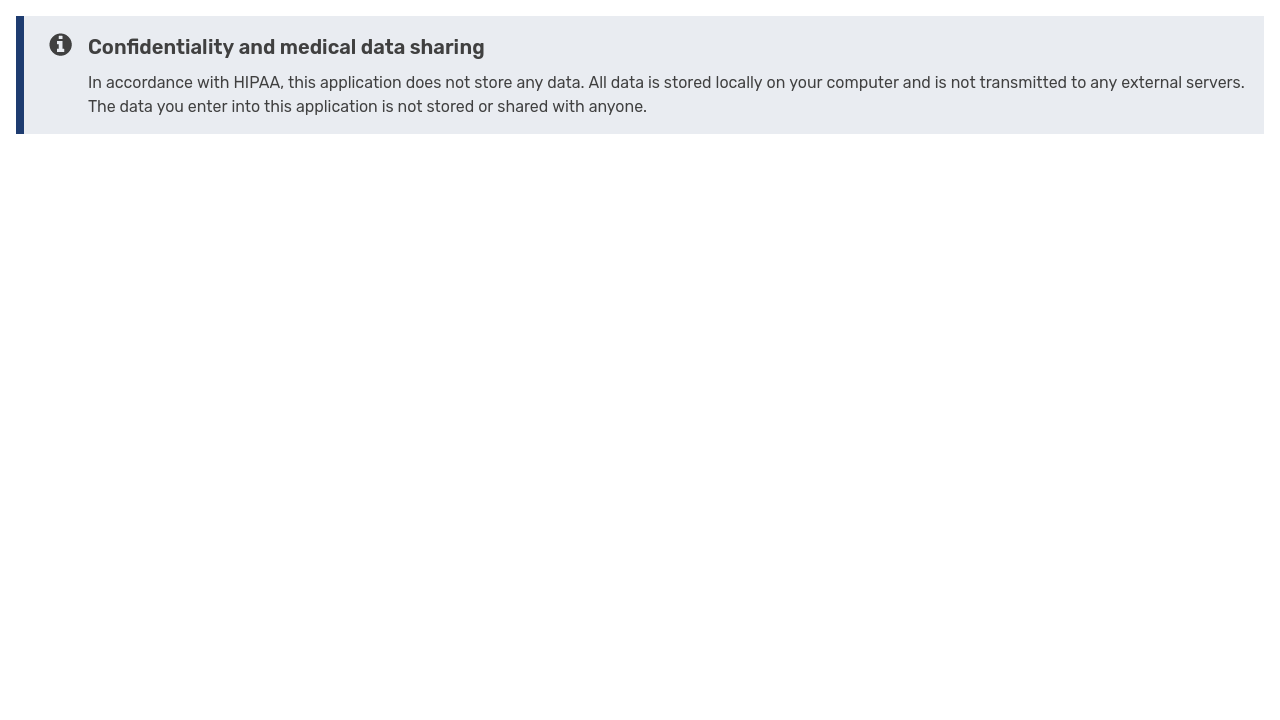 Confidentiality and medical data sharing
In accordance with HIPAA, this application does not store any data. All data is stored locally on your computer and is not transmitted to any external servers.
The data you enter into this application is not stored or shared with anyone.